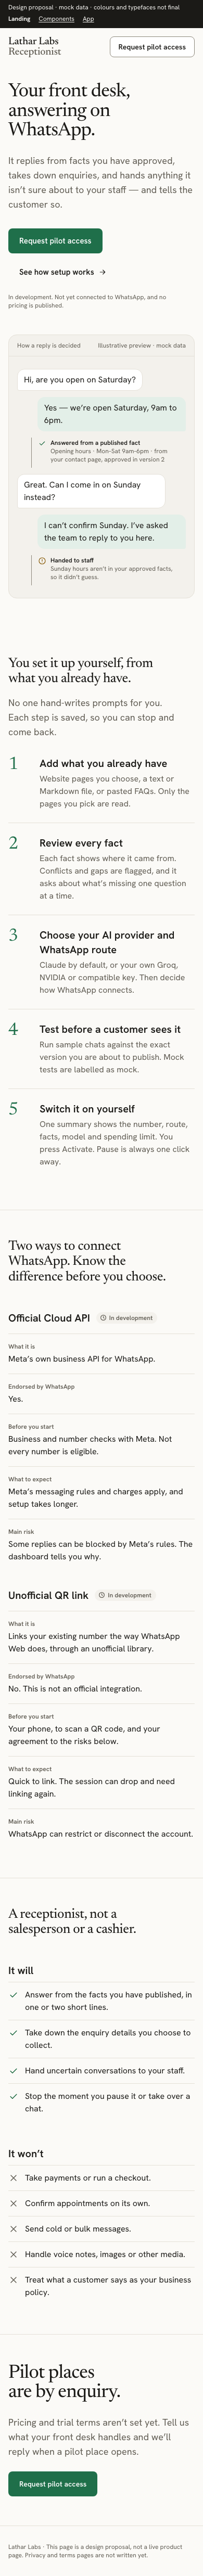 Design proposal · mock data · colours and typefaces not final
Landing Components App
Lathar Labs
Receptionist
Request pilot access
Your front desk,
answering on
WhatsApp.
It replies from facts you have approved,
takes down enquiries, and hands anything it
isn’t sure about to your staff — and tells the
customer so.
Request pilot access
See how setup works →
In development. Not yet connected to WhatsApp, and no
pricing is published.
How a reply is decided
Illustrative preview · mock data
Hi, are you open on Saturday?
Yes — we’re open Saturday, 9am to
6pm.
Answered from a published fact
Opening hours · Mon-Sat 9am-6pm · from
your contact page, approved in version 2
Great. Can I come in on Sunday
instead?
I can’t confirm Sunday. I’ve asked
the team to reply to you here.
Handed to staff
Sunday hours aren’t in your approved facts,
so it didn’t guess.
You set it up yourself, from
what you already have.
No one hand-writes prompts for you.
Each step is saved, so you can stop and
come back.
1
Add what you already have
Website pages you choose, a text or
Markdown file, or pasted FAQs. Only the
pages you pick are read.
2
Review every fact
Each fact shows where it came from.
Conflicts and gaps are flagged, and it
asks about what’s missing one question
at a time.
3
Choose your AI provider and
WhatsApp route
Claude by default, or your own Groq,
NVIDIA or compatible key. Then decide
how WhatsApp connects.
4
Test before a customer sees it
Run sample chats against the exact
version you are about to publish. Mock
tests are labelled as mock.
5
Switch it on yourself
One summary shows the number, route,
facts, model and spending limit. You
press Activate. Pause is always one click
away.
Two ways to connect
WhatsApp. Know the
difference before you choose.
Official Cloud API
In development
What it is
Meta’s own business API for WhatsApp.
Endorsed by WhatsApp
Yes.
Before you start
Business and number checks with Meta. Not
every number is eligible.
What to expect
Meta’s messaging rules and charges apply, and
setup takes longer.
Main risk
Some replies can be blocked by Meta’s rules. The
dashboard tells you why.
Unofficial QR link
In development
What it is
Links your existing number the way WhatsApp
Web does, through an unofficial library.
Endorsed by WhatsApp
No. This is not an official integration.
Before you start
Your phone, to scan a QR code, and your
agreement to the risks below.
What to expect
Quick to link. The session can drop and need
linking again.
Main risk
WhatsApp can restrict or disconnect the account.
A receptionist, not a
salesperson or a cashier.
It will
Answer from the facts you have published, in
one or two short lines.
Take down the enquiry details you choose to
collect.
Hand uncertain conversations to your staff.
Stop the moment you pause it or take over a
chat.
It won’t
Take payments or run a checkout.
Confirm appointments on its own.
Send cold or bulk messages.
Handle voice notes, images or other media.
Treat what a customer says as your business
policy.
Pilot places
are by enquiry.
Pricing and trial terms aren’t set yet. Tell us
what your front desk handles and we’ll
reply when a pilot place opens.
Request pilot access
Lathar Labs · This page is a design proposal, not a live product
page. Privacy and terms pages are not written yet.